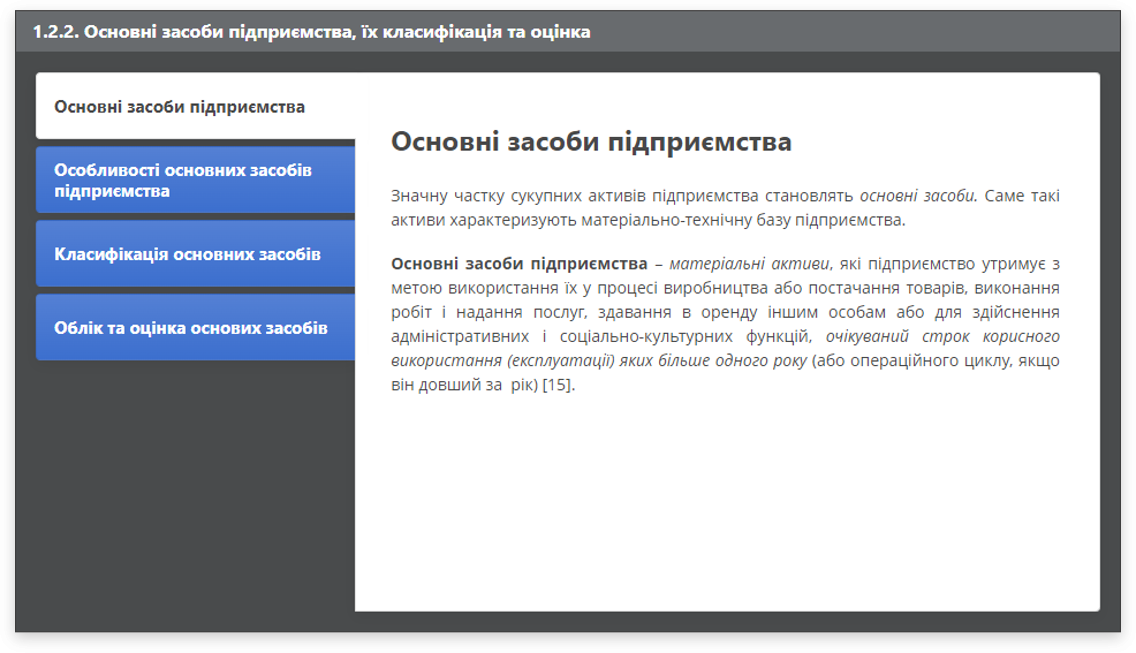 1.2.2. Основні засоби підприємства, їх класифікація та оцінка
Основні засоби підприємства
Особливості основних засобів
підприємства
Класифікація основних засобів
Облік та оцінка основих засобів
Основні засоби підприємства
Значну частку сукупних активів підприємства становлять основні засоби. Саме такі
активи характеризують матеріально-технічну базу підприємства.
Основні засоби підприємства – матеріальні активи, які підприємство утримує з
метою використання їх у процесі виробництва або постачання товарів, виконання
робіт і надання послуг, здавання в оренду іншим особам або для здійснення
адміністративних і соціально-культурних функцій, очікуваний строк корисного
використання (експлуатації) яких більше одного року (або операційного циклу, якщо
він довший за рік) [15].